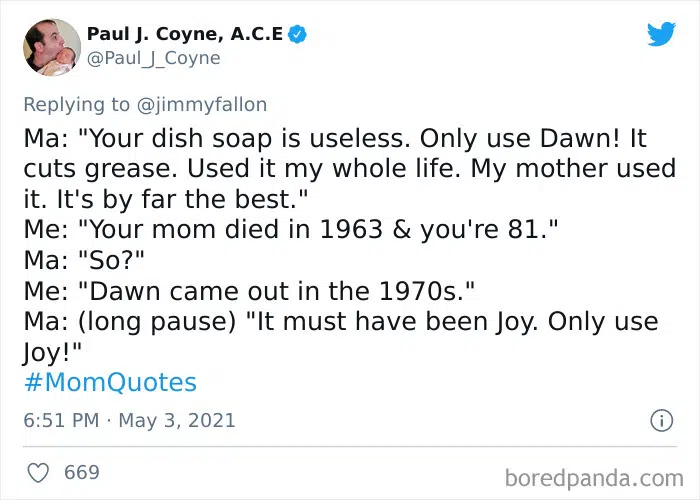 Paul J. Coyne, A.C.E
@Paul_J_Coyne
Replying to @jimmyfallon
Ma: "Your dish soap is useless. Only use Dawn! It
cuts grease. Used it my whole life. My mother used
it. It's by far the best."
Me: "Your mom died in 1963 & you're 81."
Ma: "So?"
Me: "Dawn came out in the 1970s."
Ma: (long pause) "It must have been Joy. Only use
Joy!"
#MomQuotes
6:51 PM · May 3, 2021
669
boredpanda.com